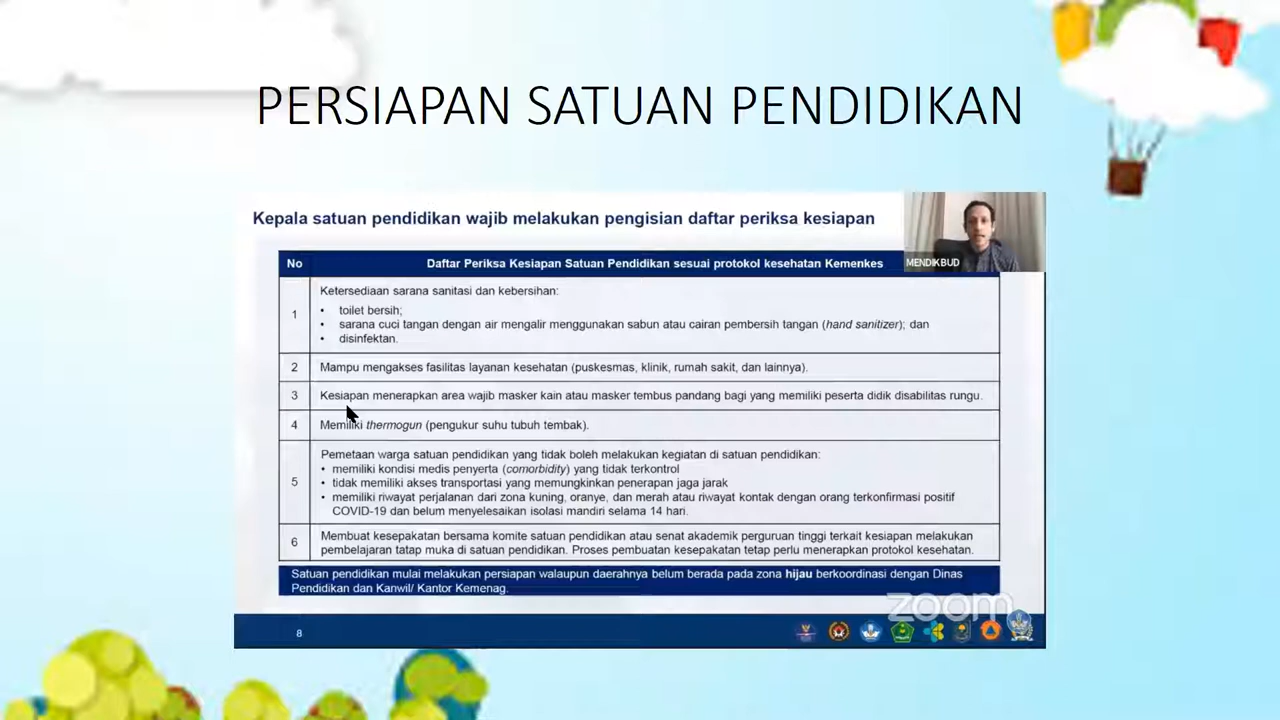 PERSIAPAN SATUAN PENDIDIKAN
Kepala satuan pendidikan wajib melakukan pengisian daftar periksa kesiapan
MENDIKBUD
No
Daftar Periksa Kesiapan Satuan Pendidikan sesuai protokol kesehatan Kemenkes
1
Ketersediaan sarana sanitasi dan kebersihan:
• toilet bersih;
• sarana cuci tangan dengan air mengalir menggunakan sabun atau cairan pembersih tangan (hand sanitizer); dan
• disinfektan.
2
Mampu mengakses fasilitas layanan kesehatan (puskesmas, klinik, rumah sakit, dan lainnya).
3
Kesiapan menerapkan area wajib masker kain atau masker tembus pandang bagi yang memiliki peserta didik disabilitas rungu.
4
Memiliki thermogun (pengukur suhu tubuh tembak).
5
Pemetaan warga satuan pendidikan yang tidak boleh melakukan kegiatan di satuan pendidikan:
• memiliki kondisi medis penyerta (comorbidity) yang tidak terkontrol
• tidak memiliki akses transportasi yang memungkinkan penerapan jaga jarak
• memiliki riwayat perjalanan dari zona kuning, oranye, dan merah atau riwayat kontak dengan orang terkonfirmasi positif
COVID-19 dan belum menyelesaikan isolasi mandiri selama 14 hari.
6
Membuat kesepakatan bersama komite satuan pendidikan atau senat akademik perguruan tinggi terkait kesiapan melakukan
pembelajaran tatap muka di satuan pendidikan. Proses pembuatan kesepakatan tetap perlu menerapkan protokol kesehatan.
Satuan pendidikan mulai melakukan persiapan walaupun daerahnya belum berada pada zona hijau berkoordinasi dengan Dinas
Pendidikan dan Kanwil/ Kantor Kemenag.
zoom
8